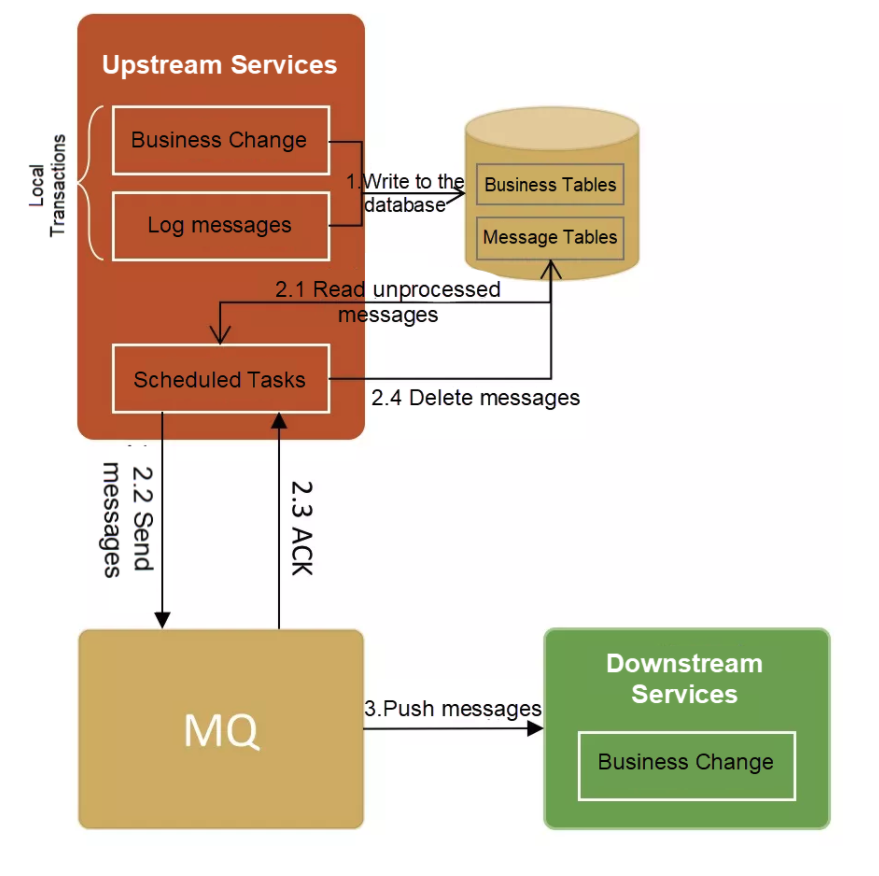 Upstream Services
Business Change
Local
Transactions
Log messages
1.Write to the
database
Business Tables
Message Tables
2.1 Read unprocessed
messages
Scheduled Tasks
2.4 Delete messages
2.2 Send
messages
2.3 ACK
MQ
3.Push messages
Downstream
Services
Business Change